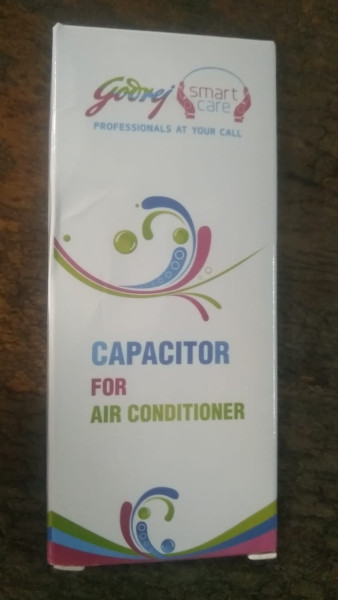 Godrej smart
care
PROFESSIONALS AT YOUR CALL
CAPACITOR
FOR
AIR CONDITIONER